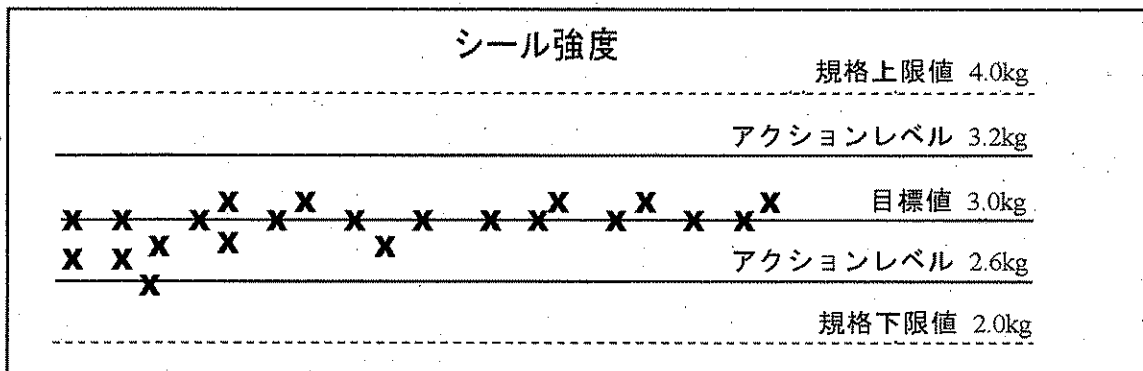 シール強度
規格上限値 4.0kg
アクションレベル 3.2kg
目標値 3.0kg
アクションレベル 2.6kg
規格下限値 2.0kg